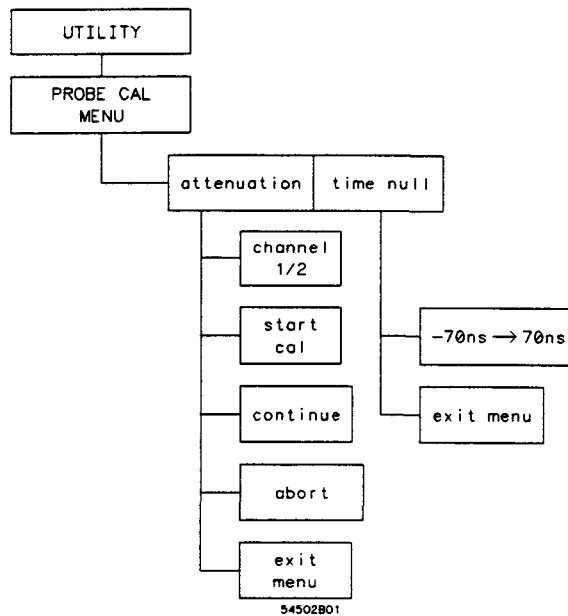 UTILITY
PROBE CAL
MENU
attenuation
time null
channel
1/2
start
cal
−70ns → 70ns
continue
exit menu
abort
exit
menu
54502B01